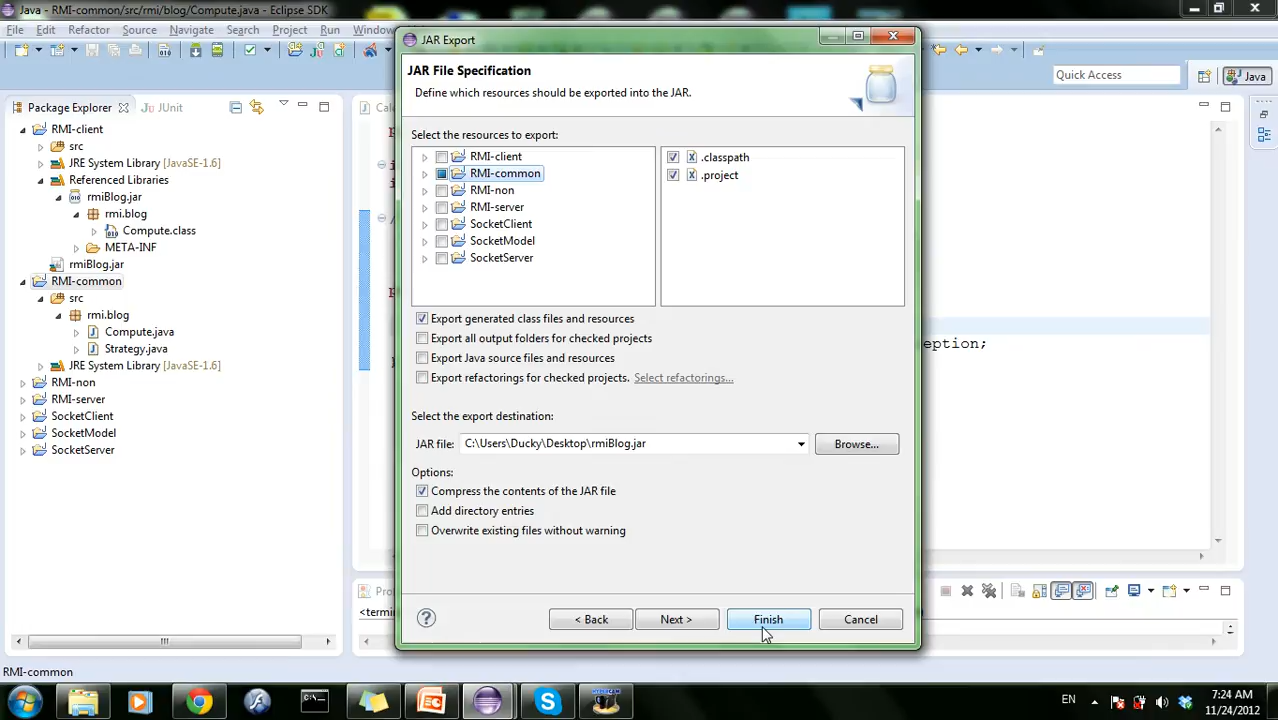 Java - RMI-common/src/rmi/blog/Compute.java - Eclipse SDK
File Edit Refactor Source Navigate Search Project Run Window
Quick Access
Java
Package Explorer
JUnit
RMI-client
src
JRE System Library [JavaSE-1.6]
Referenced Libraries
rmiBlog.jar
rmi.blog
Compute.class
META-INF
rmiBlog.jar
RMI-common
src
rmi.blog
Compute.java
Strategy.java
JRE System Library [JavaSE-1.6]
RMI-non
RMI-server
SocketClient
SocketModel
SocketServer
eption;
<termi
JAR Export
JAR File Specification
Define which resources should be exported into the JAR.
Select the resources to export:
RMI-client
RMI-common
RMI-non
RMI-server
SocketClient
SocketModel
SocketServer
.classpath
.project
Export generated class files and resources
Export all output folders for checked projects
Export Java source files and resources
Export refactorings for checked projects. Select refactorings...
Select the export destination:
JAR file: C:\Users\Ducky\Desktop\rmiBlog.jar
Browse...
Options:
Compress the contents of the JAR file
Add directory entries
Overwrite existing files without warning
< Back
Next >
Finish
Cancel
RMI-common
EN
7:24 AM
11/24/2012